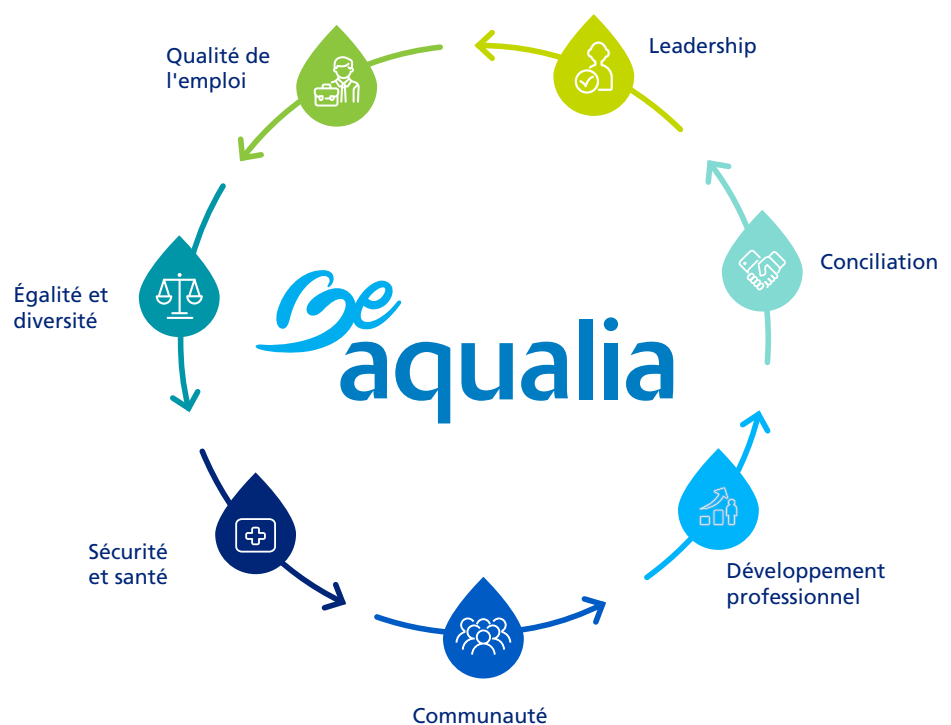 Leadership
Qualité de
l'emploi
Conciliation
Égalité et
diversité
Be
aqualia
Sécurité
et santé
Développement
professionnel
Communauté